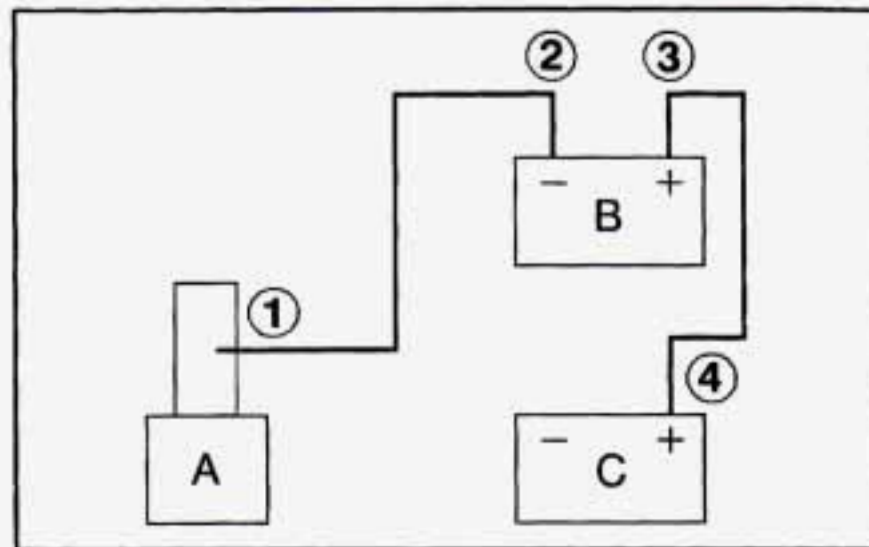 ② ③
− +
B
①
④
− +
A C